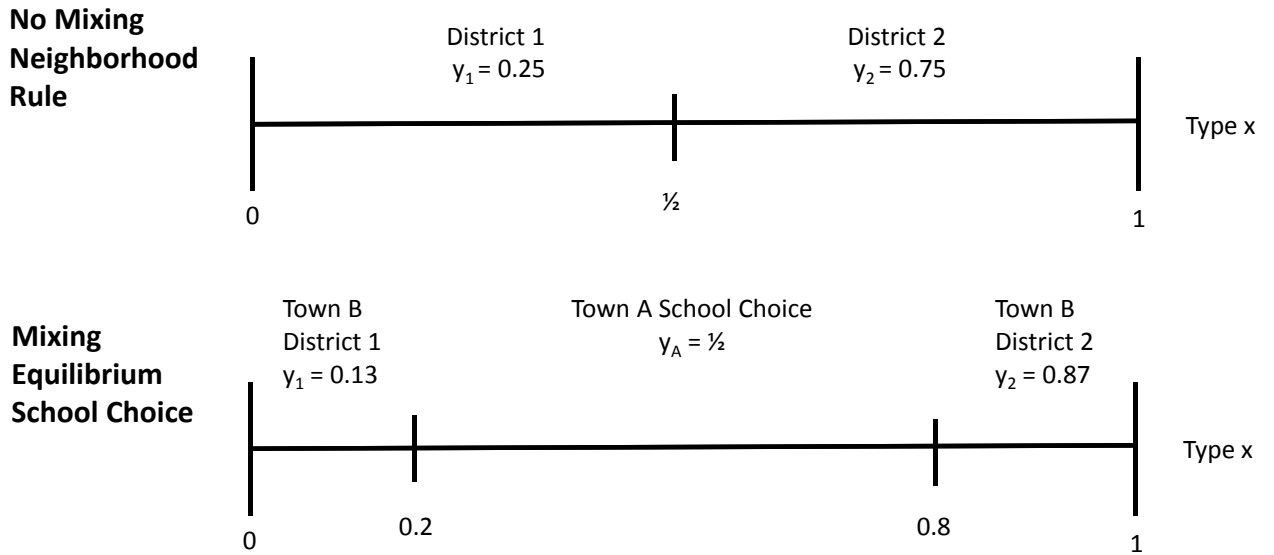 No Mixing
Neighborhood
Rule
District 1
y₁ = 0.25
District 2
y₂ = 0.75
Type x
0
½
1
Mixing
Equilibrium
School Choice
Town B
District 1
y₁ = 0.13
Town A School Choice
y_A = ½
Town B
District 2
y₂ = 0.87
Type x
0
0.2
0.8
1